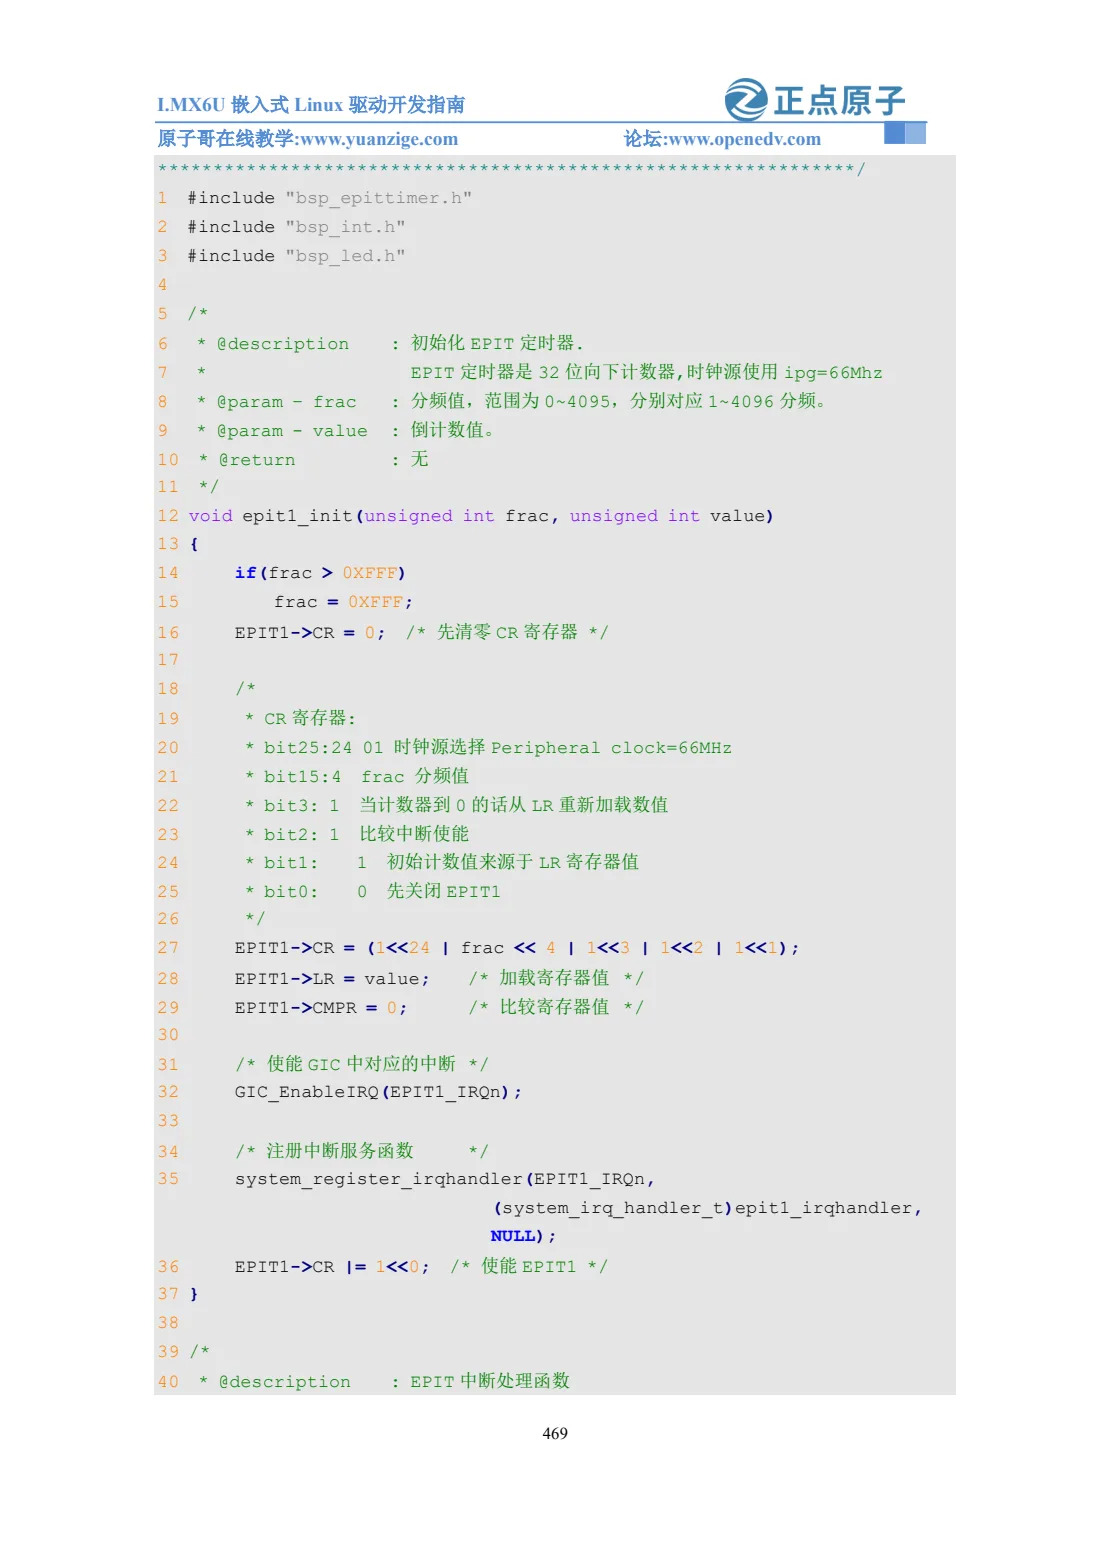 I.MX6U 嵌入式 Linux 驱动开发指南
正点原子
原子哥在线教学:www.yuanzige.com 论坛:www.openedv.com
***************************************************************/
1 #include "bsp_epittimer.h"
2 #include "bsp_int.h"
3 #include "bsp_led.h"
4
5 /*
6 * @description : 初始化 EPIT 定时器.
7 * EPIT 定时器是 32 位向下计数器,时钟源使用 ipg=66Mhz
8 * @param – frac : 分频值，范围为 0~4095，分别对应 1~4096 分频。
9 * @param - value : 倒计数值。
10 * @return : 无
11 */
12 void epit1_init(unsigned int frac, unsigned int value)
13 {
14 if(frac > 0XFFF)
15 frac = 0XFFF;
16 EPIT1->CR = 0; /* 先清零 CR 寄存器 */
17
18 /*
19 * CR 寄存器:
20 * bit25:24 01 时钟源选择 Peripheral clock=66MHz
21 * bit15:4 frac 分频值
22 * bit3: 1 当计数器到 0 的话从 LR 重新加载数值
23 * bit2: 1 比较中断使能
24 * bit1: 1 初始计数值来源于 LR 寄存器值
25 * bit0: 0 先关闭 EPIT1
26 */
27 EPIT1->CR = (1<<24 | frac << 4 | 1<<3 | 1<<2 | 1<<1);
28 EPIT1->LR = value; /* 加载寄存器值 */
29 EPIT1->CMPR = 0; /* 比较寄存器值 */
30
31 /* 使能 GIC 中对应的中断 */
32 GIC_EnableIRQ(EPIT1_IRQn);
33
34 /* 注册中断服务函数 */
35 system_register_irqhandler(EPIT1_IRQn,
(system_irq_handler_t)epit1_irqhandler,
NULL);
36 EPIT1->CR |= 1<<0; /* 使能 EPIT1 */
37 }
38
39 /*
40 * @description : EPIT 中断处理函数
469